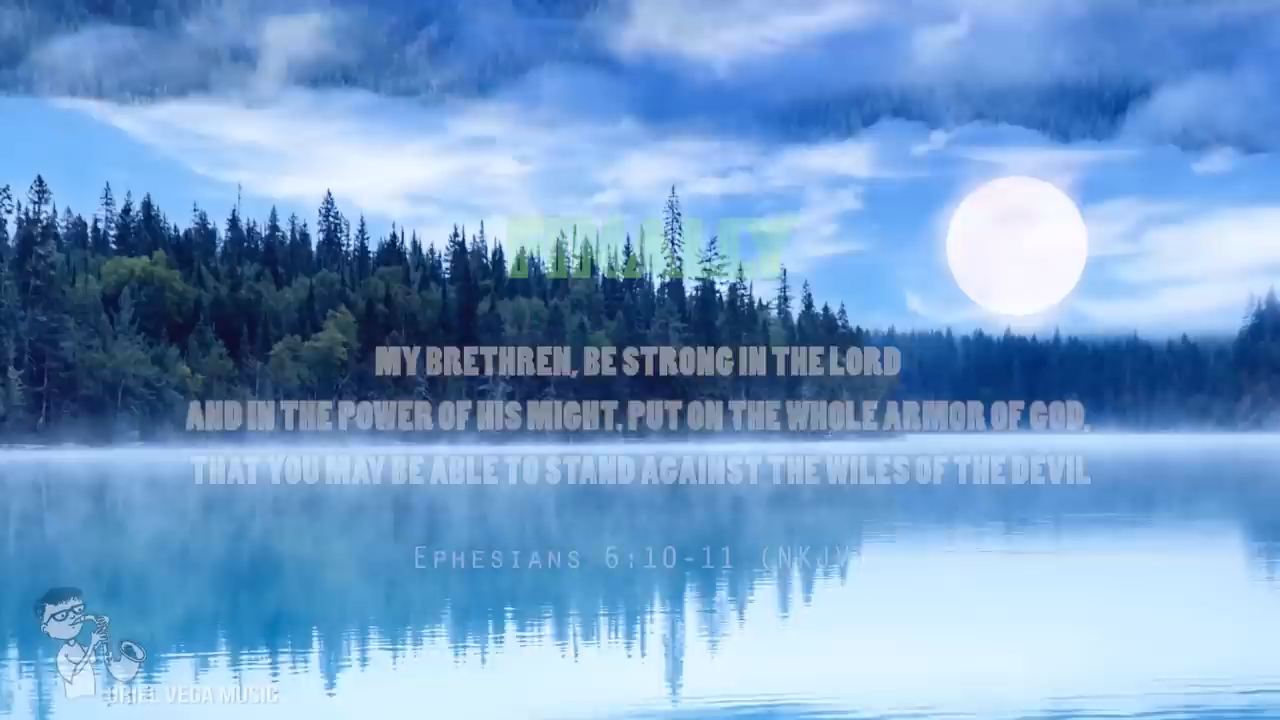 FINALLY
MY BRETHREN, BE STRONG IN THE LORD
AND IN THE POWER OF HIS MIGHT. PUT ON THE WHOLE ARMOR OF GOD,
THAT YOU MAY BE ABLE TO STAND AGAINST THE WILES OF THE DEVIL
EPHESIANS 6:10-11 (NKJV)
URIEL VEGA MUSIC